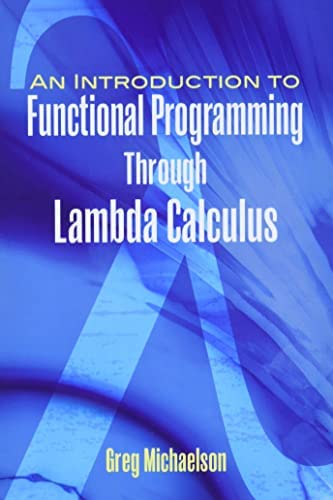 AN INTRODUCTION TO
Functional Programming
Through
Lambda Calculus
Greg Michaelson